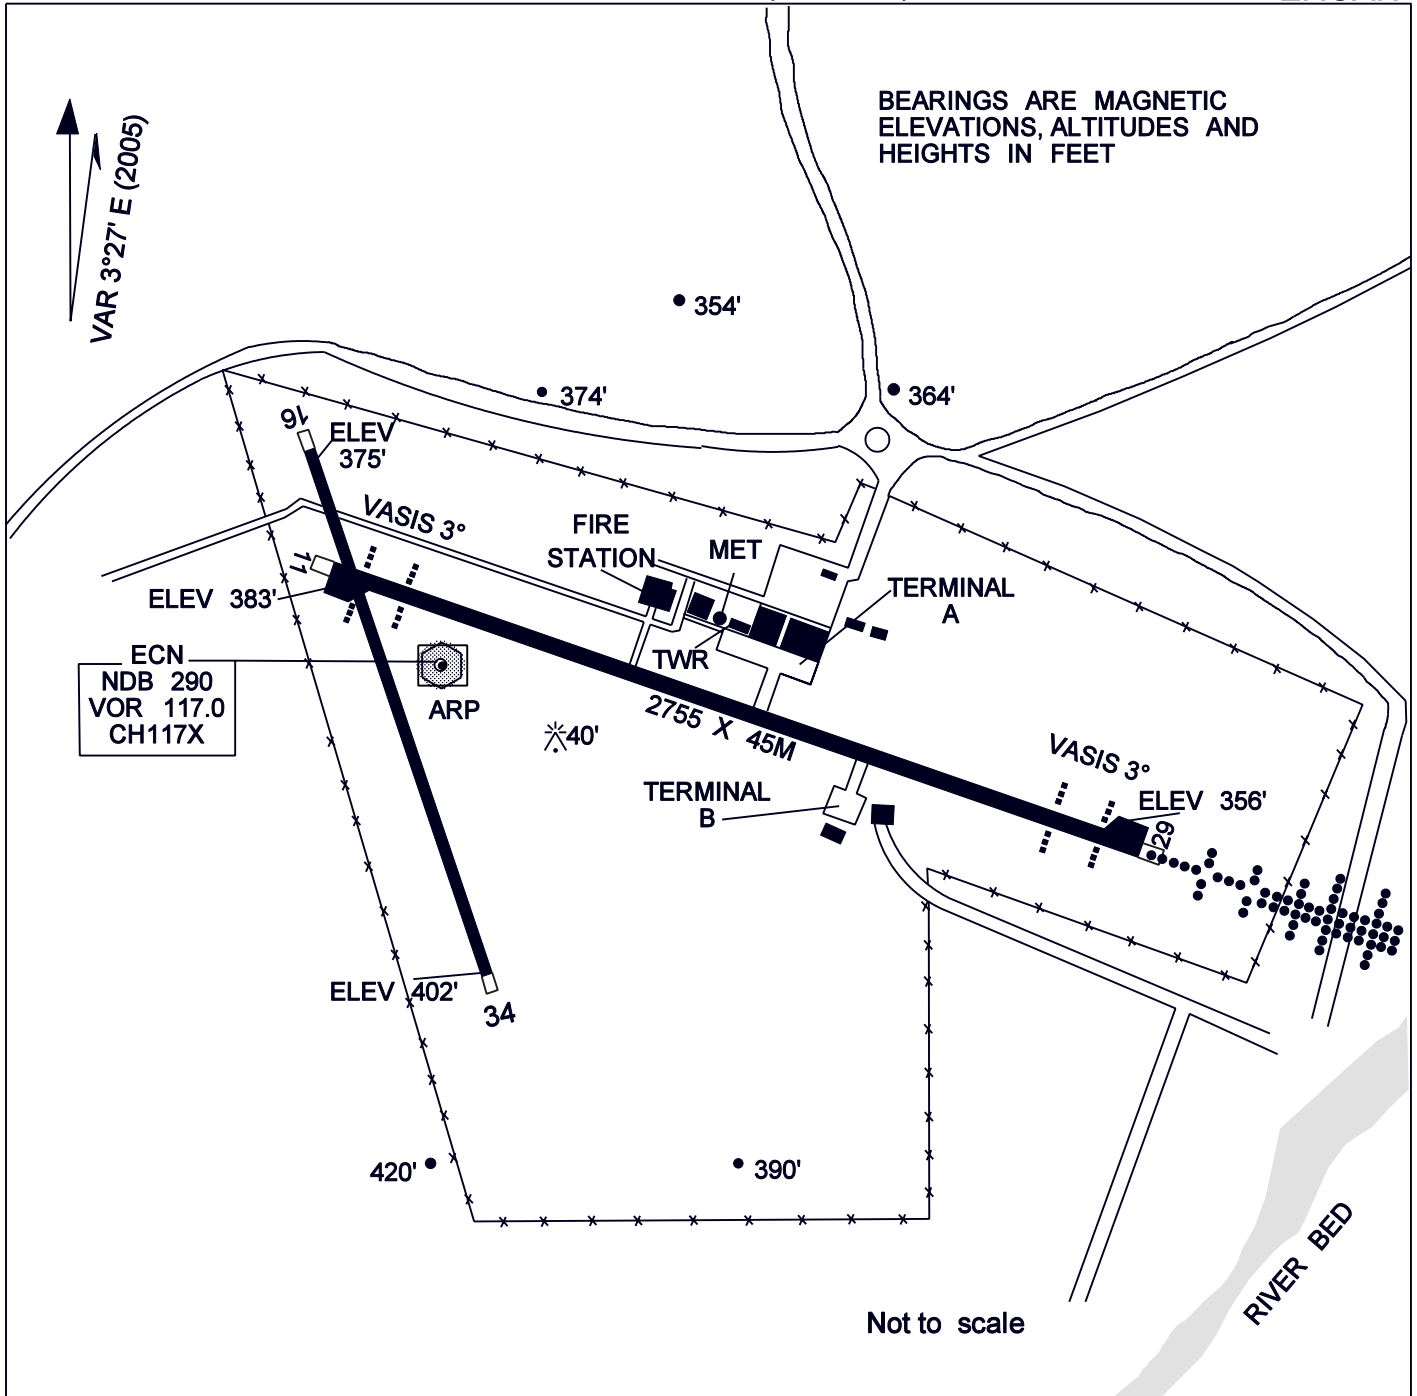 BEARINGS ARE MAGNETIC
ELEVATIONS, ALTITUDES AND
HEIGHTS IN FEET
VAR 3°27' E (2005)
354'
374'
364'
16
ELEV
375'
VASIS 3°
FIRE
STATION
MET
11
ELEV 383'
TERMINAL
A
TWR
ECN
NDB 290
VOR 117.0
CH117X
ARP
40'
2755 X 45M
VASIS 3°
TERMINAL
B
ELEV 356'
29
ELEV 402'
34
420'
390'
RIVER BED
Not to scale